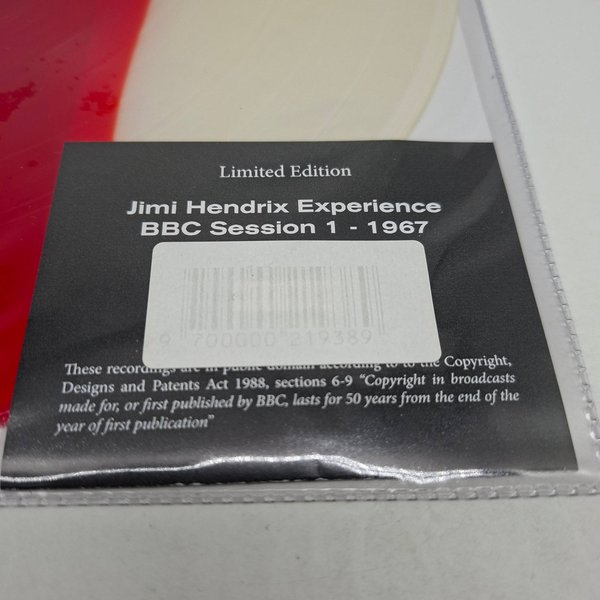 Limited Edition
Jimi Hendrix Experience
BBC Session 1 - 1967
9 700000 219389
These recordings are in public domain according to to the Copyright,
Designs and Patents Act 1988, sections 6-9 “Copyright in broadcasts
made for, or first published by BBC, lasts for 50 years from the end of the
year of first publication”